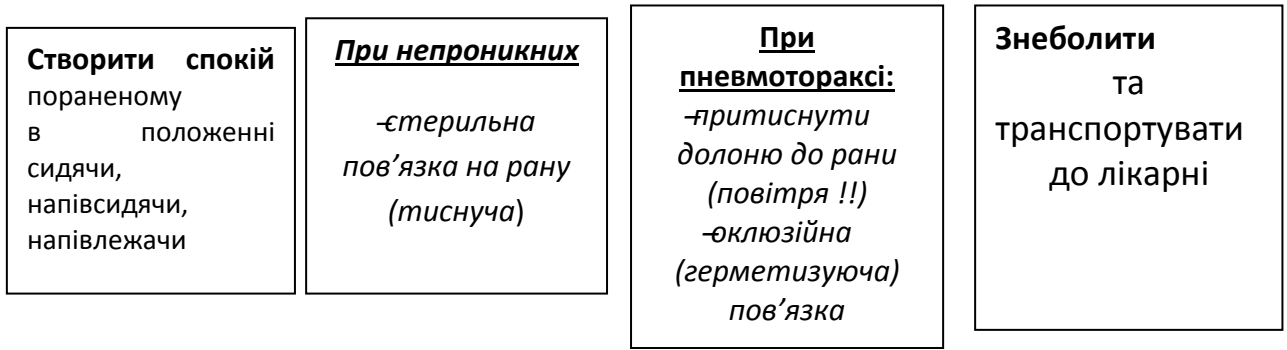 Створити спокій
пораненому
в положенні
сидячи,
напівсидячи,
напівлежачи
При непроникних
–стерильна
пов’язка на рану
(тиснуча)
При
пневмотораксі:
–притиснути
долоню до рани
(повітря !!)
–оклюзійна
(герметизуюча)
пов’язка
Знеболити
та
транспортувати
до лікарні